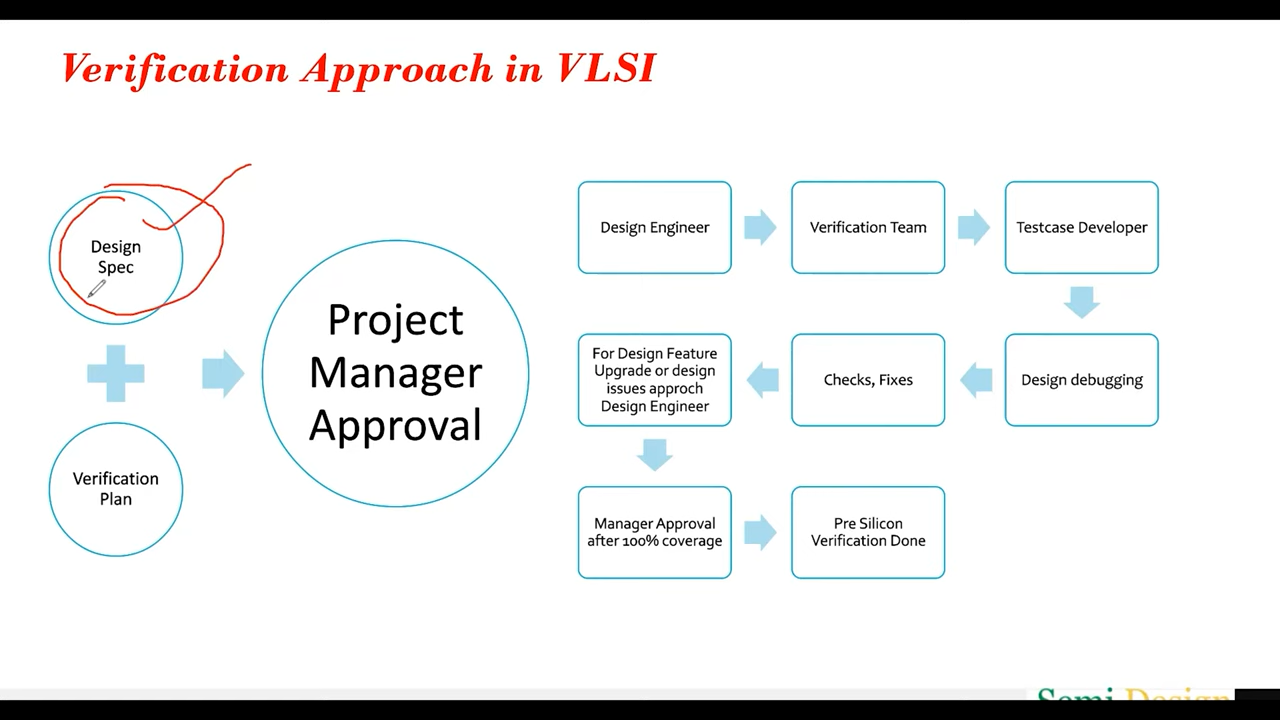 Verification Approach in VLSI
Design
Spec
Verification
Plan
Project
Manager
Approval
Design Engineer
Verification Team
Testcase Developer
Design debugging
Checks, Fixes
For Design Feature
Upgrade or design
issues approch
Design Engineer
Manager Approval
after 100% coverage
Pre Silicon
Verification Done
Semi Design